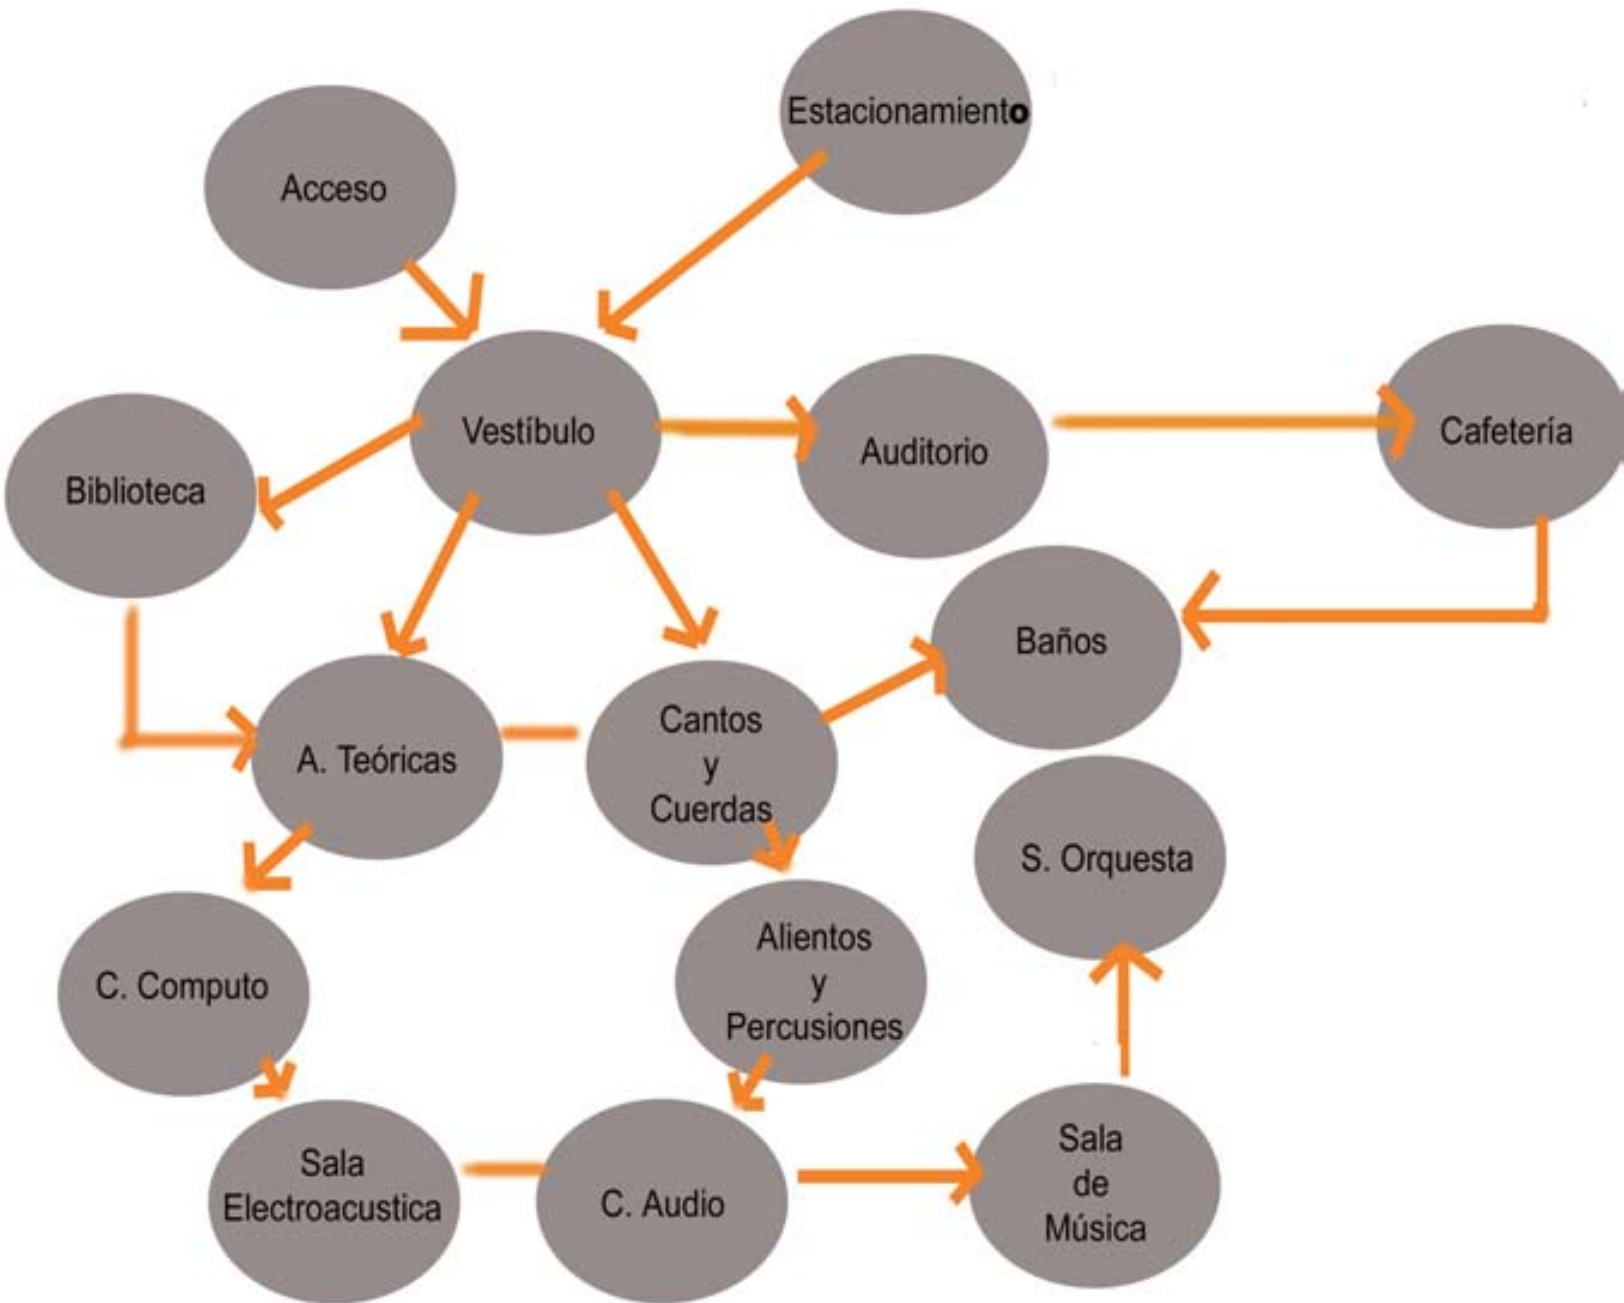 Estacionamiento
Acceso
Vestíbulo
Auditorio
Cafetería
Biblioteca
Baños
A. Teóricas
Cantos
y
Cuerdas
S. Orquesta
C. Computo
Alientos
y
Percusiones
Sala
Electroacustica
C. Audio
Sala
de
Música